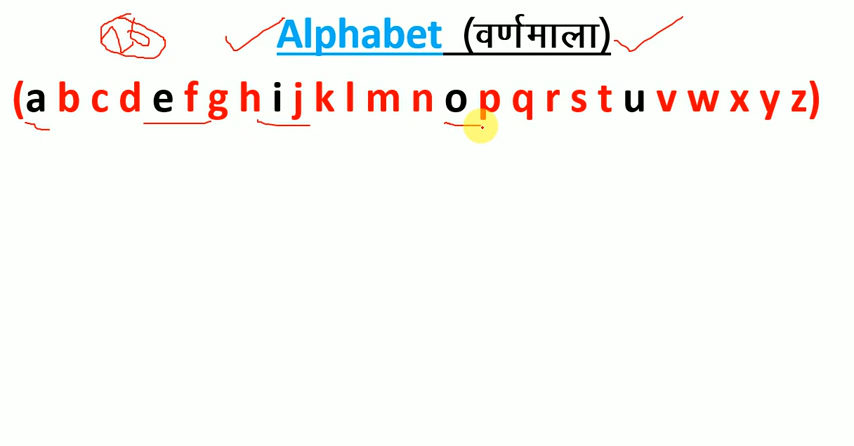 Alphabet (वर्णमाला)
(a b c d e f g h i j k l m n o p q r s t u v w x y z)